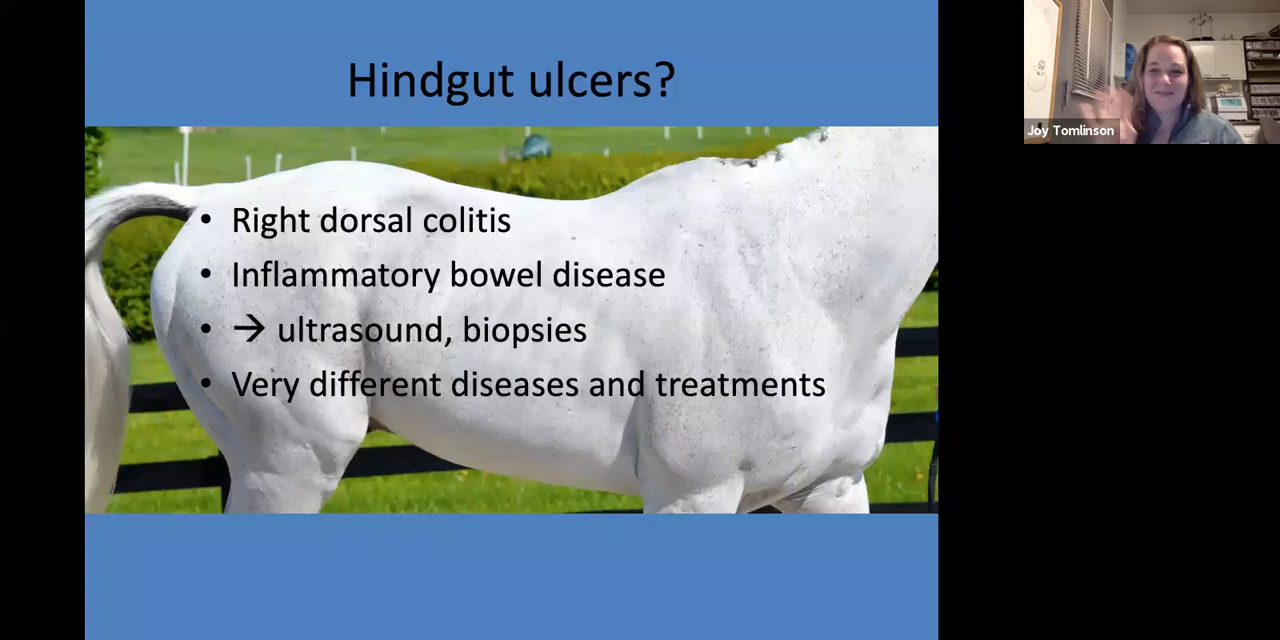 Hindgut ulcers?
• Right dorsal colitis
• Inflammatory bowel disease
• → ultrasound, biopsies
• Very different diseases and treatments
Joy Tomlinson